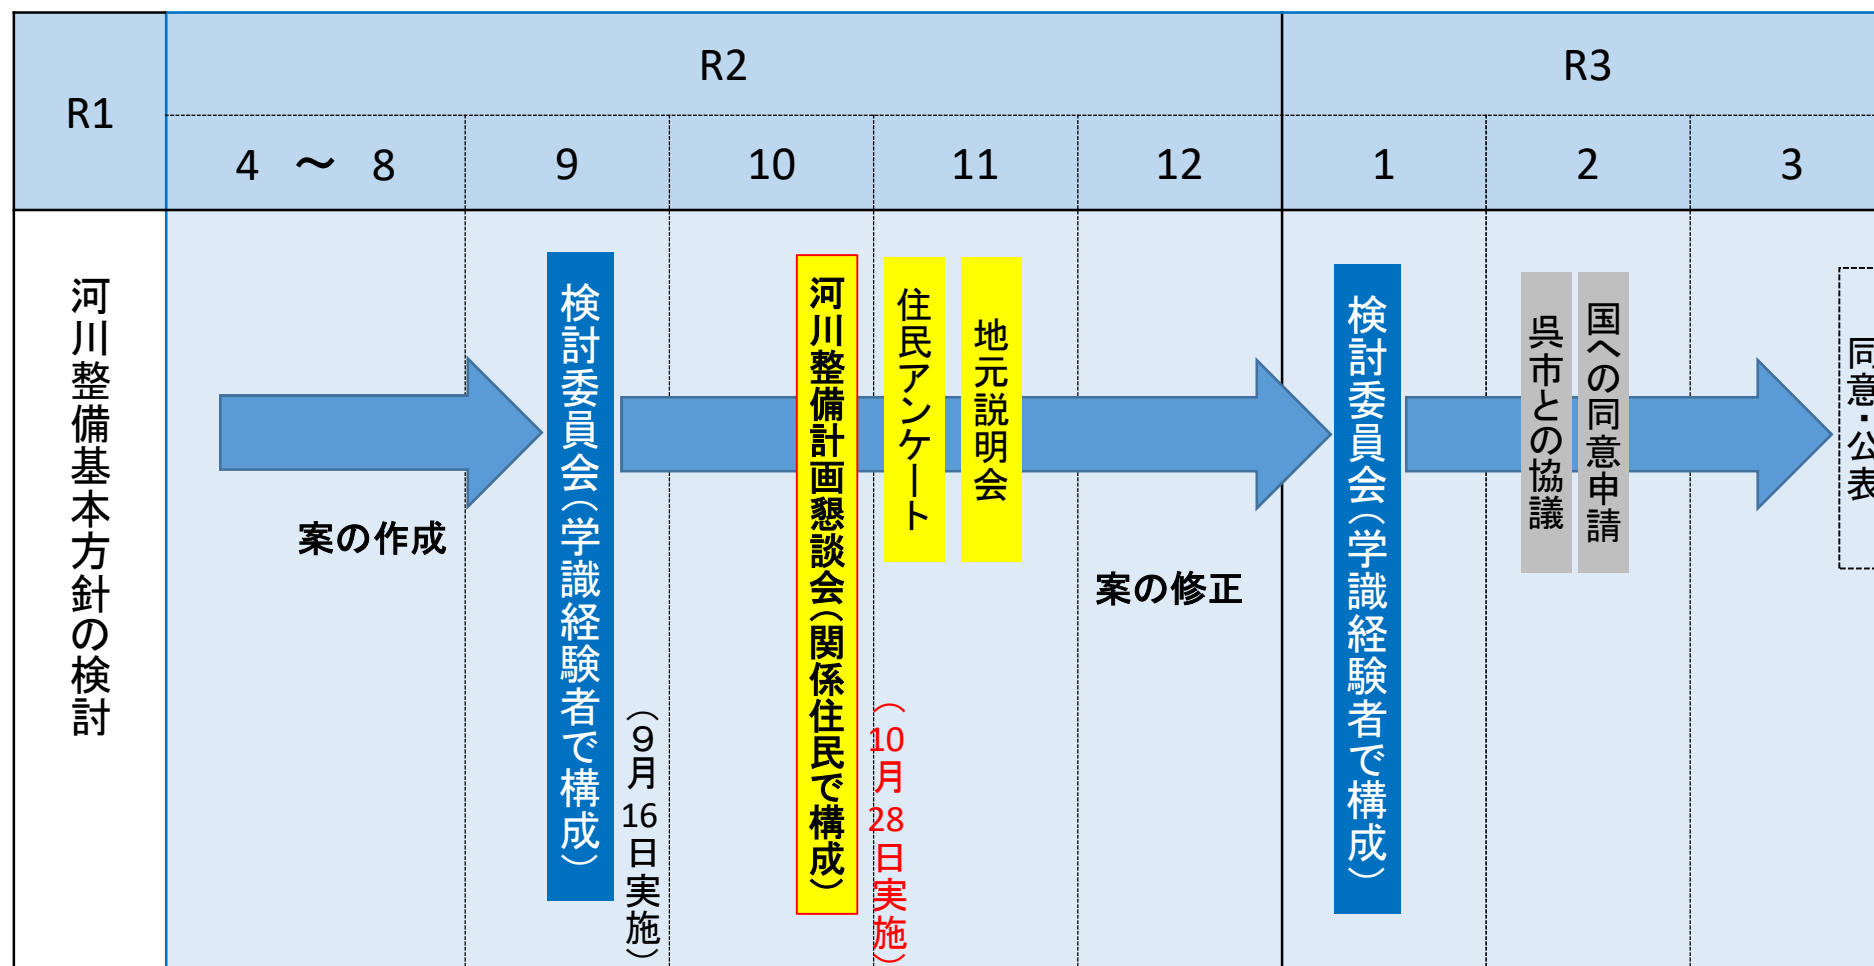 R1
R2
R3
4 ～ 8
9
10
11
12
1
2
3
河川整備基本方針の検討
案の作成
検討委員会（学識経験者で構成）
（９月16日実施）
河川整備計画懇談会（関係住民で構成）
（10月28日実施）
住民アンケート
地元説明会
案の修正
検討委員会（学識経験者で構成）
呉市との協議
国への同意申請
同意・公表